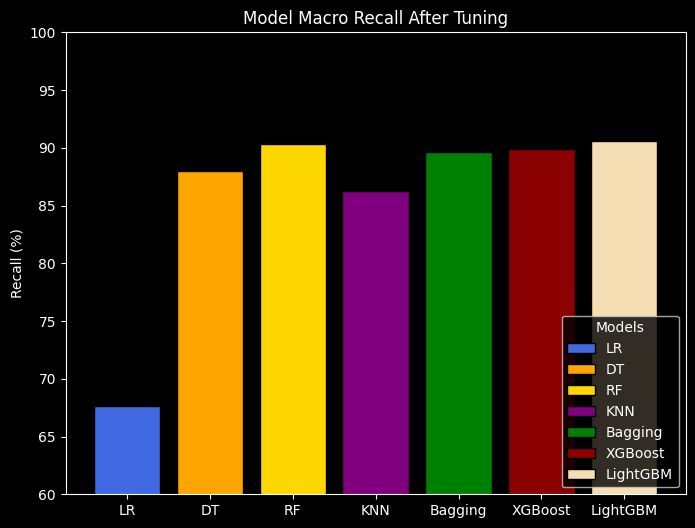 Model Macro Recall After Tuning
Recall (%)
100
95
90
85
80
75
70
65
60
LR DT RF KNN Bagging XGBoost LightGBM
Models
LR
DT
RF
KNN
Bagging
XGBoost
LightGBM